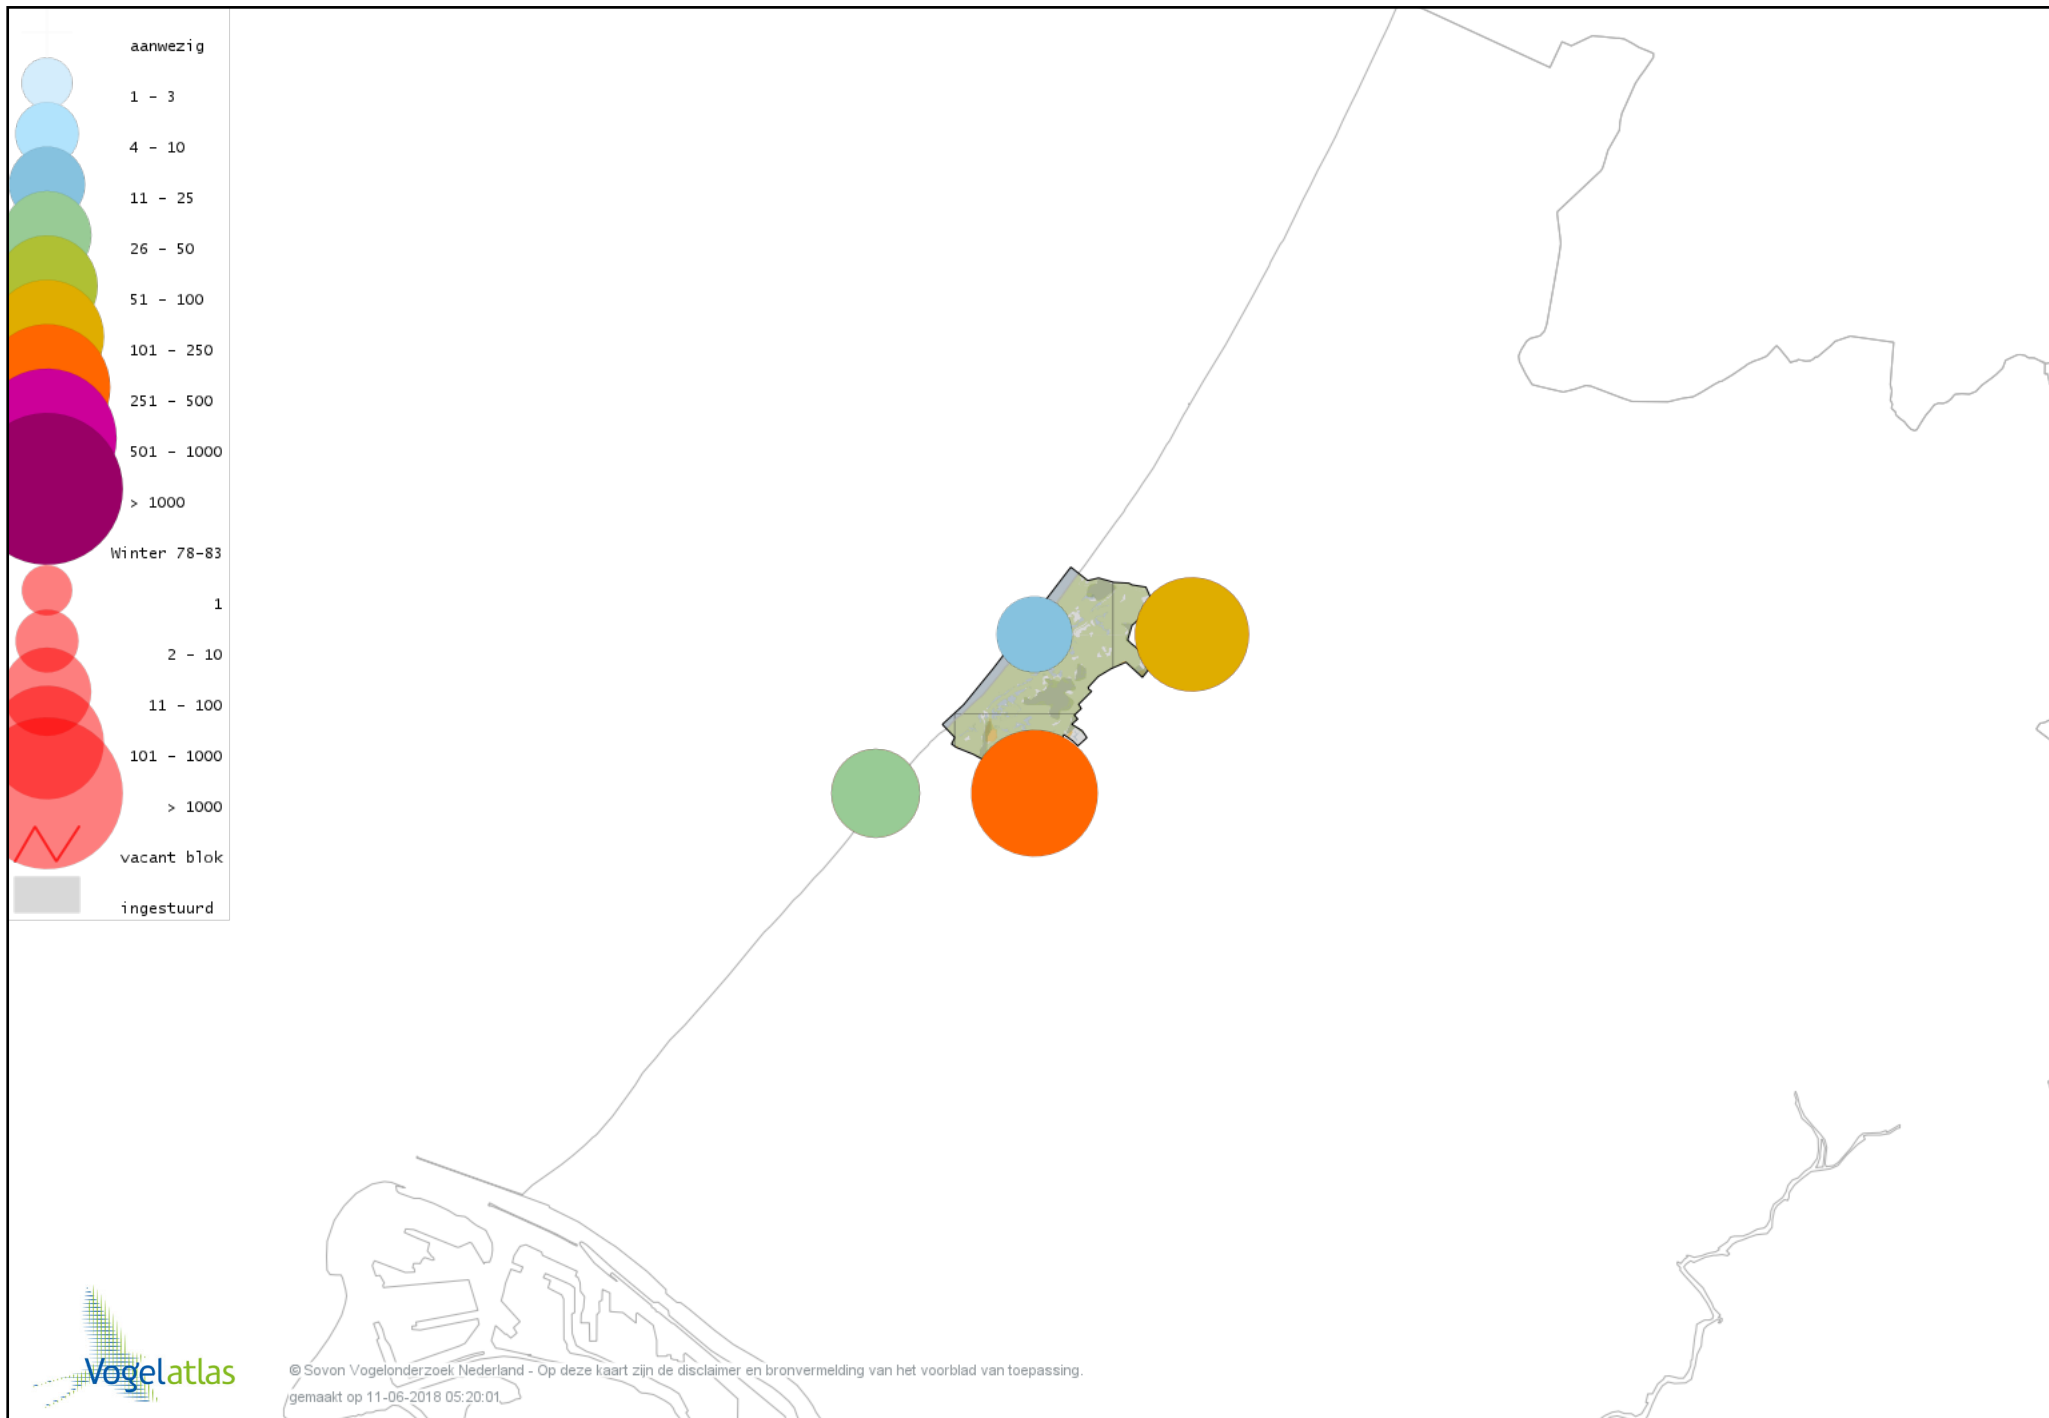 aanwezig
1 - 3
4 - 10
11 - 25
26 - 50
51 - 100
101 - 250
251 - 500
501 - 1000
> 1000
Winter 78-83
1
2 - 10
11 - 100
101 - 1000
> 1000
vacant blok
ingestuurd
Vogelatlas
© Sovon Vogelonderzoek Nederland - Op deze kaart zijn de disclaimer en bronvermelding van het voorblad van toepassing.
gemaakt op 11-06-2018 05:20:01